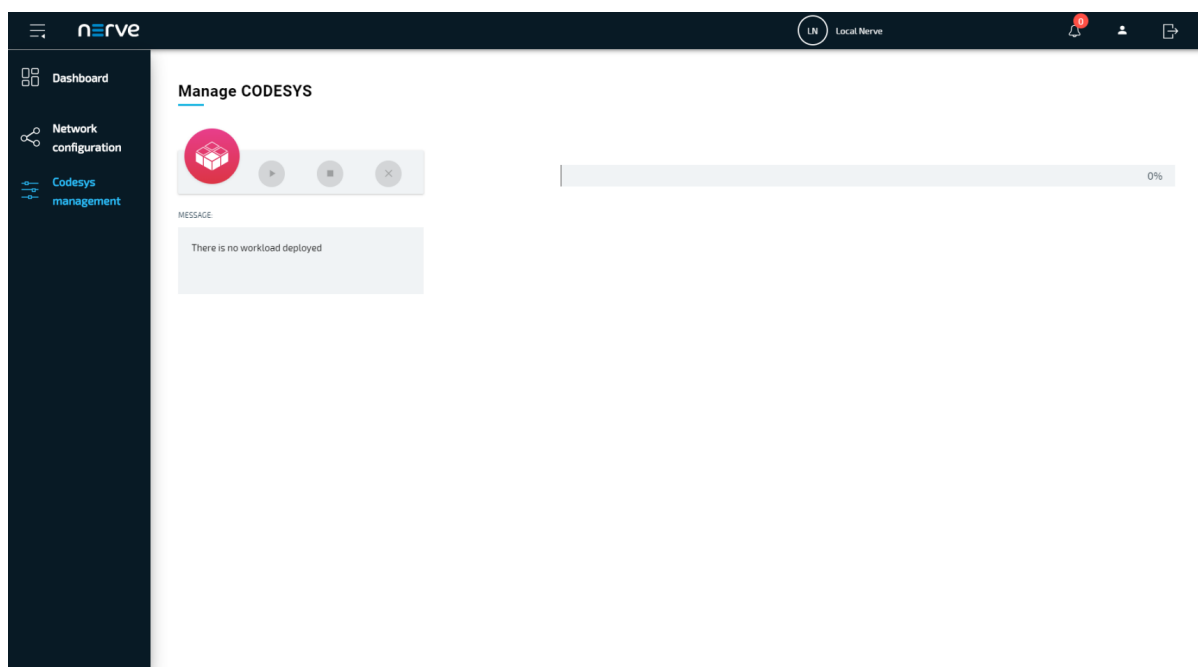 nerve
LN
Local Nerve
0
Dashboard
Network
configuration
Codesys
management
Manage CODESYS
0%
MESSAGE:
There is no workload deployed